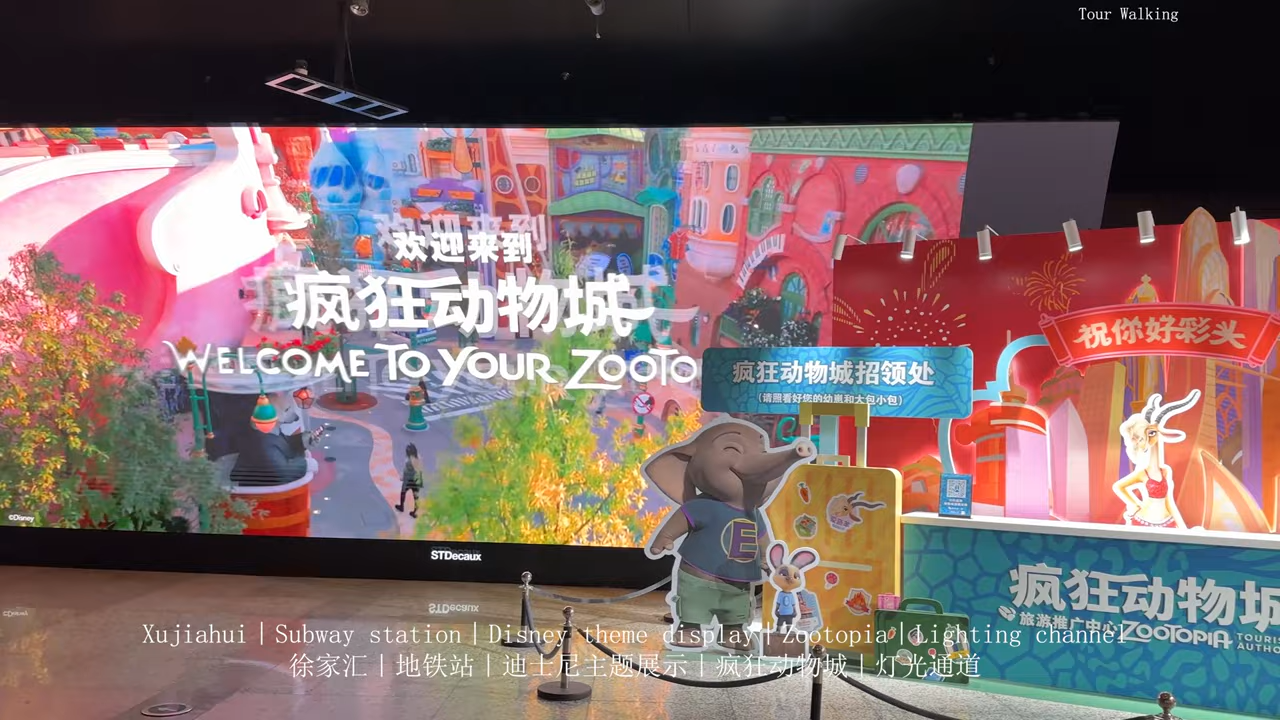 Tour Walking
欢迎来到
疯狂动物城
WELCOME TO YOUR ZOOTO
疯狂动物城招领处
(请照看好您的幼崽和大包小包)
祝你好彩头
E
©Disney
STDecaux
疯狂动物城
旅游推广中心 ZOOTOPIA TOURIS
AUTHO
Xujiahui | Subway station | Disney theme display | Zootopia | Lighting channel
徐家汇 | 地铁站 | 迪士尼主题展示 | 疯狂动物城 | 灯光通道